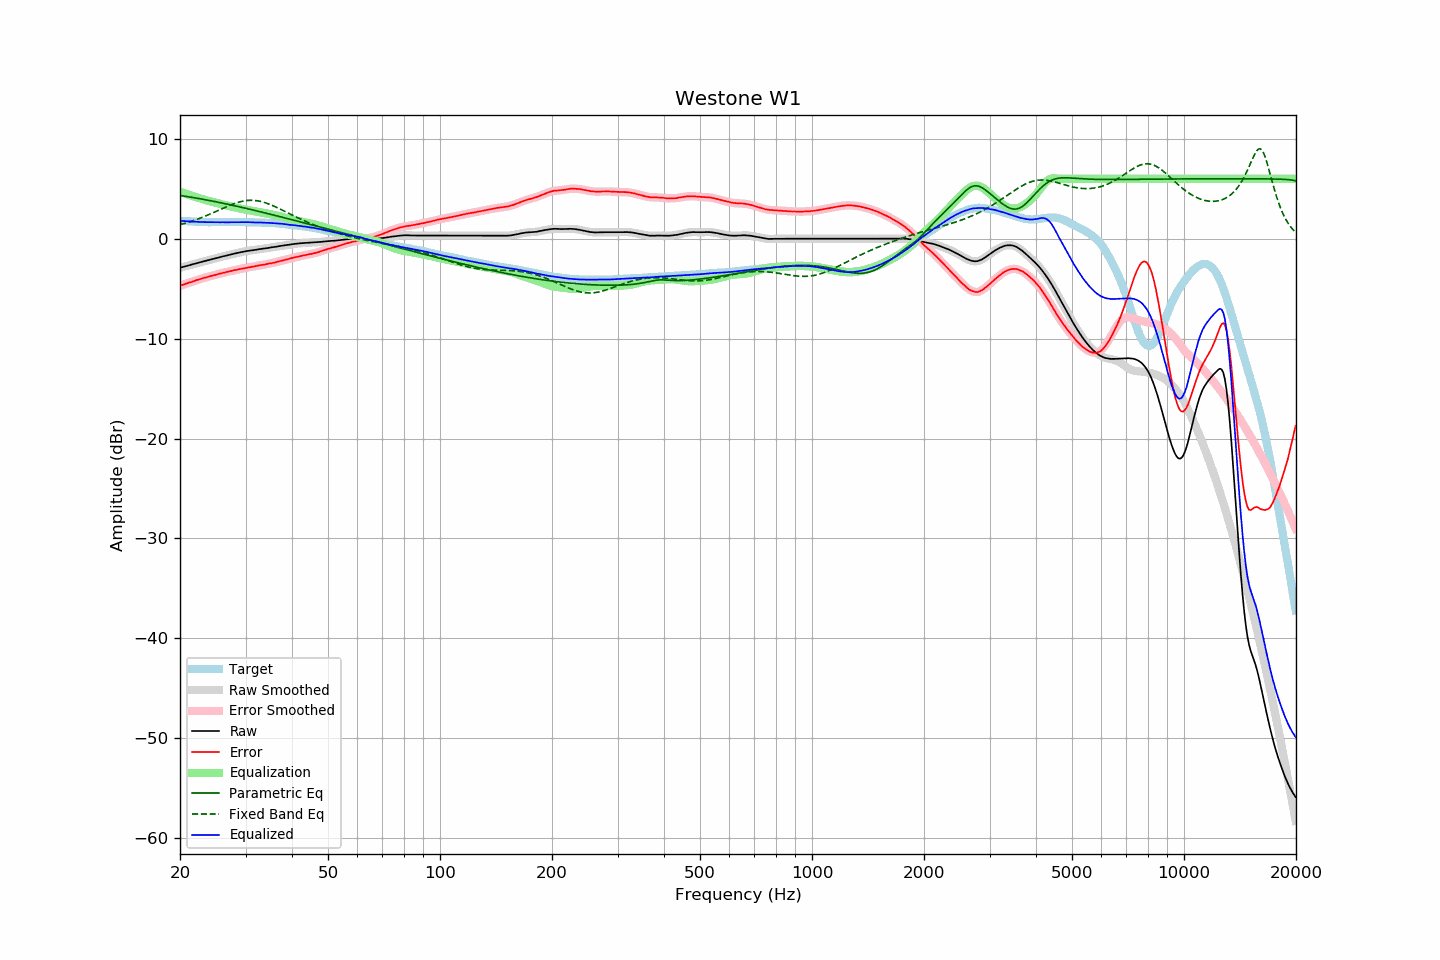 Westone W1
Amplitude (dBr)
10
0
−10
−20
−30
−40
−50
−60
Target
Raw Smoothed
Error Smoothed
Raw
Error
Equalization
Parametric Eq
Fixed Band Eq
Equalized
20 50 100 200 500 1000 2000 5000 10000 20000
Frequency (Hz)